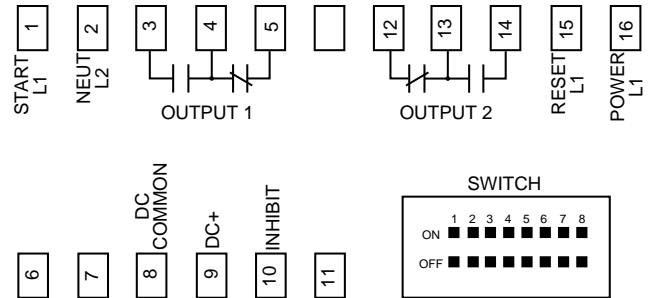 1 2 3 4 5 12 13 14 15 16
START L1
NEUT L2
OUTPUT 1
OUTPUT 2
RESET L1
POWER L1
DC COMMON
DC+
INHIBIT
6 7 8 9 10 11
SWITCH
1 2 3 4 5 6 7 8
ON
OFF